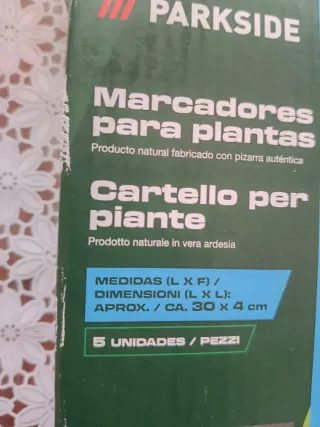 PARKSIDE
Marcadores
para plantas
Producto natural fabricado con pizarra auténtica
Cartello per
piante
Prodotto naturale in vera ardesia
MEDIDAS (L X F) /
DIMENSIONI (L X L):
APROX. / CA. 30 x 4 cm
5 UNIDADES / PEZZI